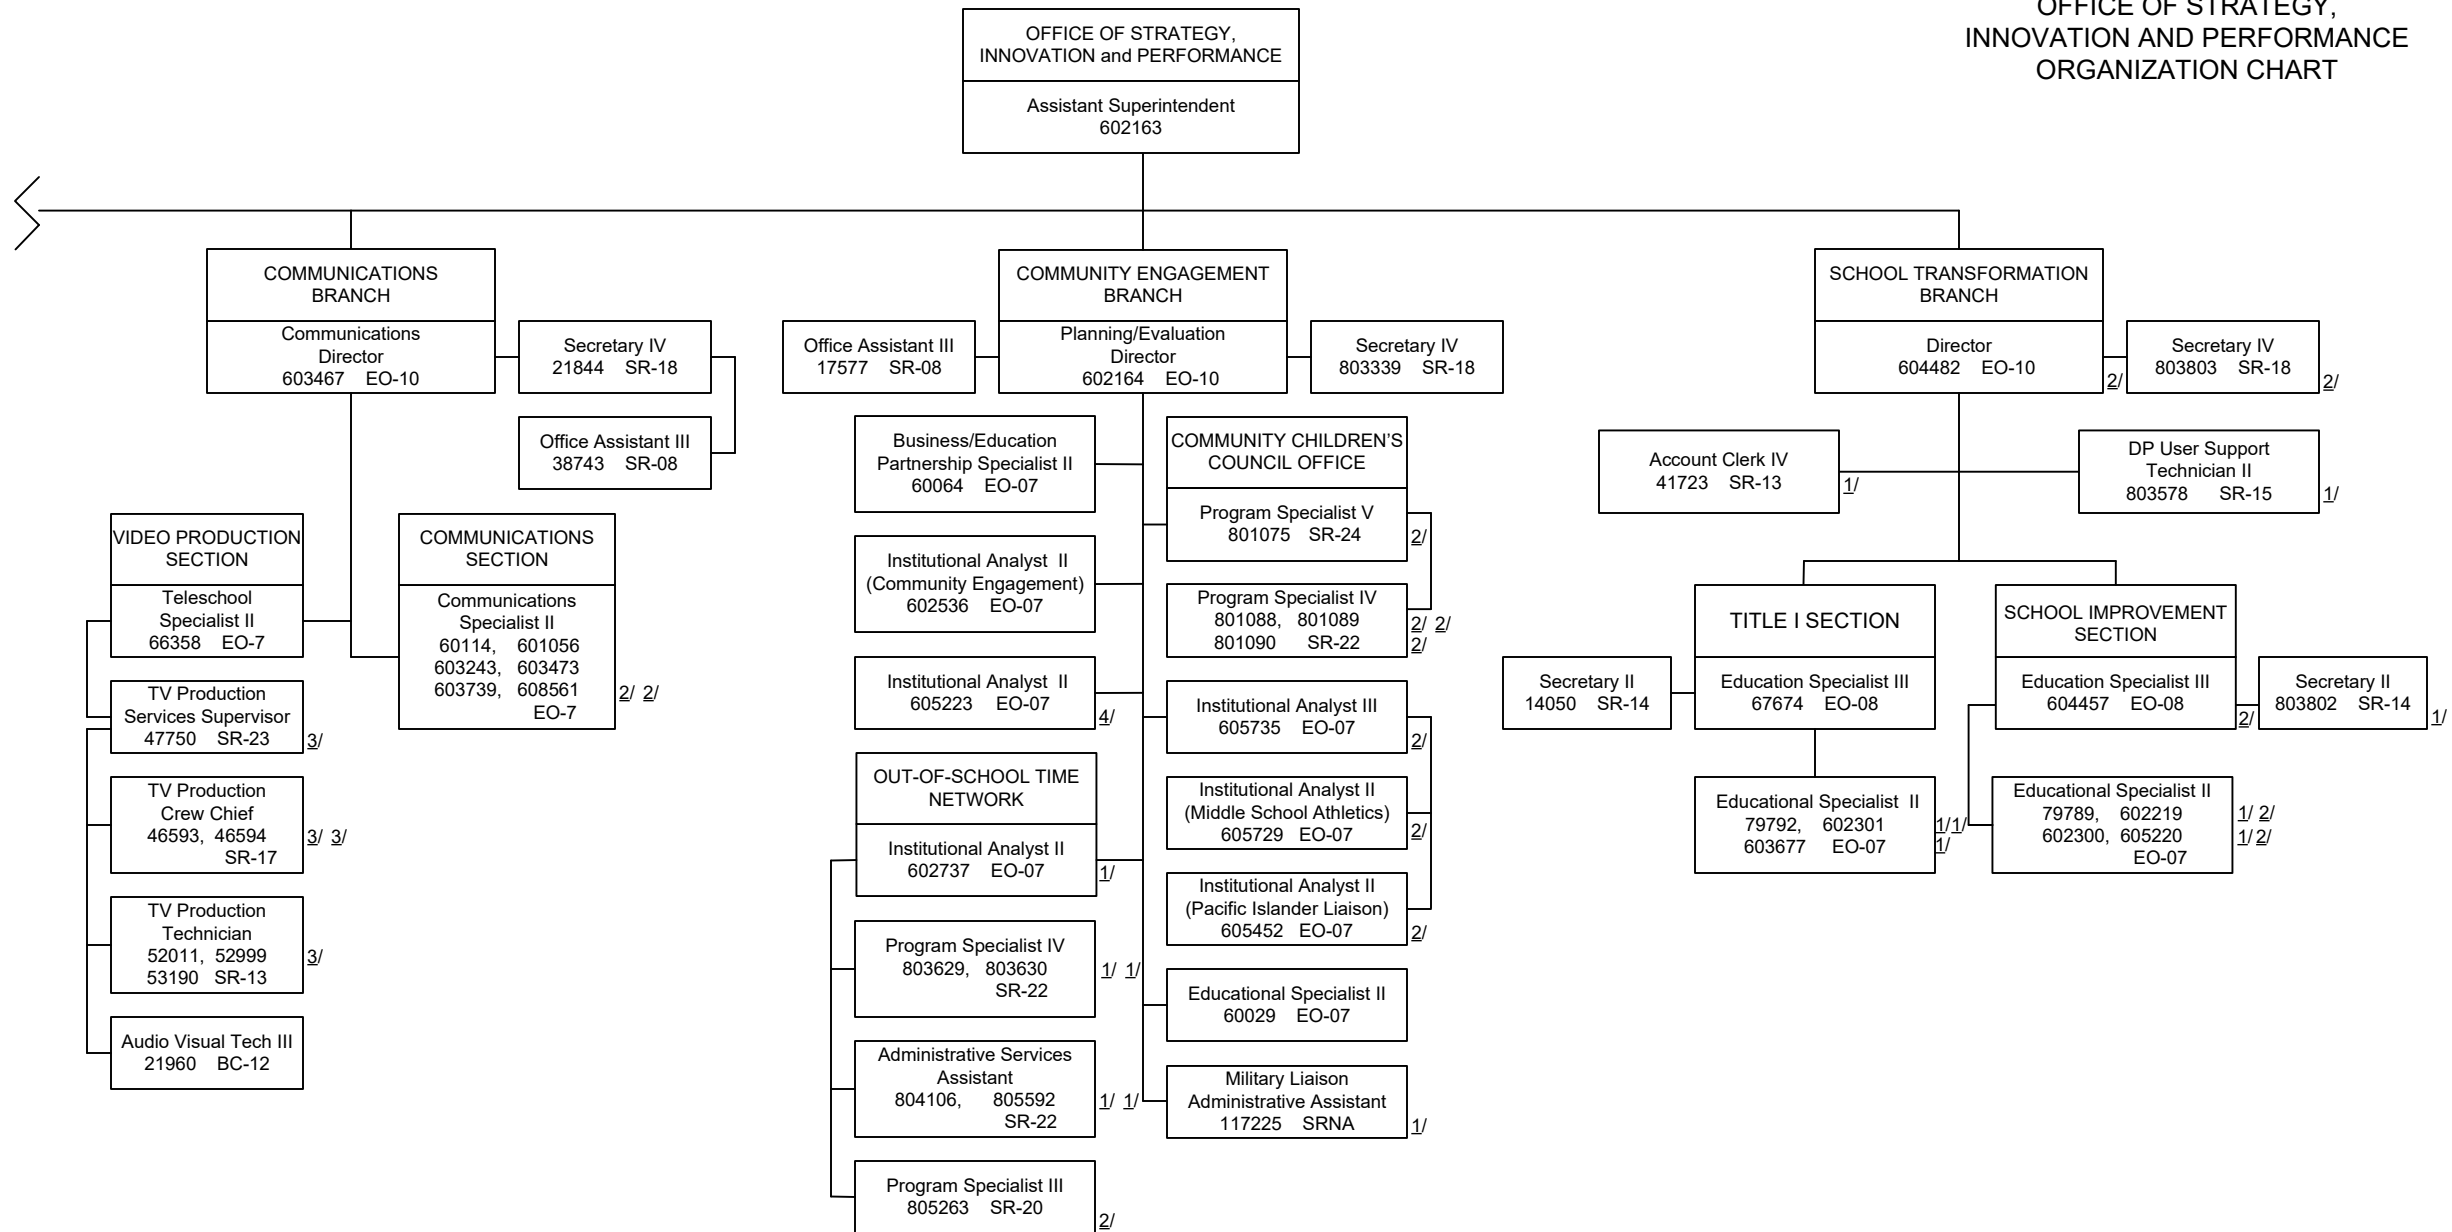 OFFICE OF STRATEGY,
INNOVATION AND PERFORMANCE
ORGANIZATION CHART
OFFICE OF STRATEGY,
INNOVATION and PERFORMANCE
Assistant Superintendent
602163
COMMUNICATIONS
BRANCH
Communications
Director
603467 EO-10
Secretary IV
21844 SR-18
Office Assistant III
38743 SR-08
VIDEO PRODUCTION
SECTION
Teleschool
Specialist II
66358 EO-7
TV Production
Services Supervisor
47750 SR-23
3/
TV Production
Crew Chief
46593, 46594
SR-17
3/ 3/
TV Production
Technician
52011, 52999
53190 SR-13
3/
Audio Visual Tech III
21960 BC-12
COMMUNICATIONS
SECTION
Communications
Specialist II
60114, 601056
603243, 603473
603739, 608561
EO-7
2/ 2/
COMMUNITY ENGAGEMENT
BRANCH
Planning/Evaluation
Director
602164 EO-10
Office Assistant III
17577 SR-08
Secretary IV
803339 SR-18
Business/Education
Partnership Specialist II
60064 EO-07
Institutional Analyst II
(Community Engagement)
602536 EO-07
Institutional Analyst II
605223 EO-07
4/
OUT-OF-SCHOOL TIME
NETWORK
Institutional Analyst II
602737 EO-07
1/
Program Specialist IV
803629, 803630
SR-22
1/ 1/
Administrative Services
Assistant
804106, 805592
SR-22
1/ 1/
Program Specialist III
805263 SR-20
2/
COMMUNITY CHILDREN'S
COUNCIL OFFICE
Program Specialist V
801075 SR-24
2/
Program Specialist IV
801088, 801089
801090 SR-22
2/ 2/
2/
Institutional Analyst III
605735 EO-07
2/
Institutional Analyst II
(Middle School Athletics)
605729 EO-07
2/
Institutional Analyst II
(Pacific Islander Liaison)
605452 EO-07
2/
Educational Specialist II
60029 EO-07
Military Liaison
Administrative Assistant
117225 SRNA
1/
SCHOOL TRANSFORMATION
BRANCH
Director
604482 EO-10
2/
Secretary IV
803803 SR-18
2/
Account Clerk IV
41723 SR-13
1/
DP User Support
Technician II
803578 SR-15
1/
TITLE I SECTION
Education Specialist III
67674 EO-08
Secretary II
14050 SR-14
Educational Specialist II
79792, 602301
603677 EO-07
1/1/
1/
SCHOOL IMPROVEMENT
SECTION
Education Specialist III
604457 EO-08
2/
Secretary II
803802 SR-14
1/
Educational Specialist II
79789, 602219
602300, 605220
EO-07
1/ 2/
1/ 2/